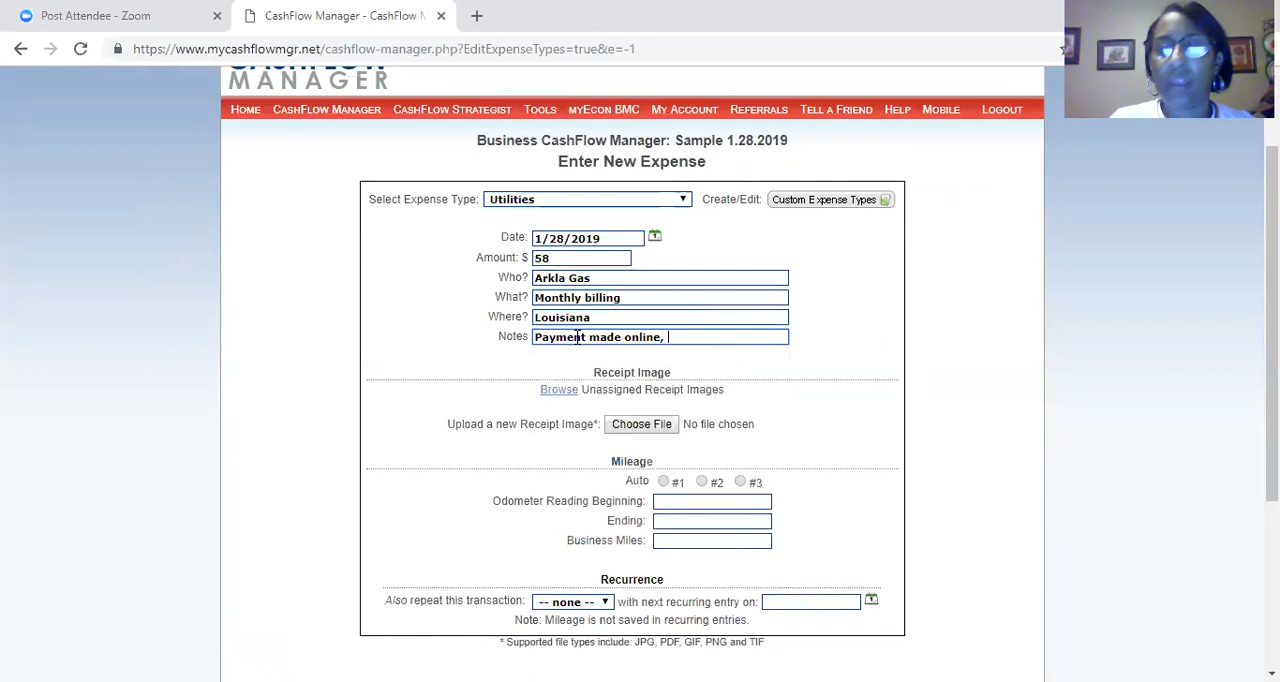 Post Attendee - Zoom
CashFlow Manager - CashFlow M
https://www.mycashflowmgr.net/cashflow-manager.php?EditExpenseTypes=true&e=-1
CASHFLOW
MANAGER
HOME CASHFLOW MANAGER CASHFLOW STRATEGIST TOOLS MYECON BMC MY ACCOUNT REFERRALS TELL A FRIEND HELP MOBILE LOGOUT
Business CashFlow Manager: Sample 1.28.2019
Enter New Expense
Select Expense Type: Utilities Create/Edit: Custom Expense Types
Date: 1/28/2019
Amount: $ 58
Who? Arkla Gas
What? Monthly billing
Where? Louisiana
Notes Payment made online,
Receipt Image
Browse Unassigned Receipt Images
Upload a new Receipt Image*: Choose File No file chosen
Mileage
Auto #1 #2 #3
Odometer Reading Beginning:
Ending:
Business Miles:
Recurrence
Also repeat this transaction: -- none -- with next recurring entry on:
Note: Mileage is not saved in recurring entries.
* Supported file types include: JPG, PDF, GIF, PNG and TIF